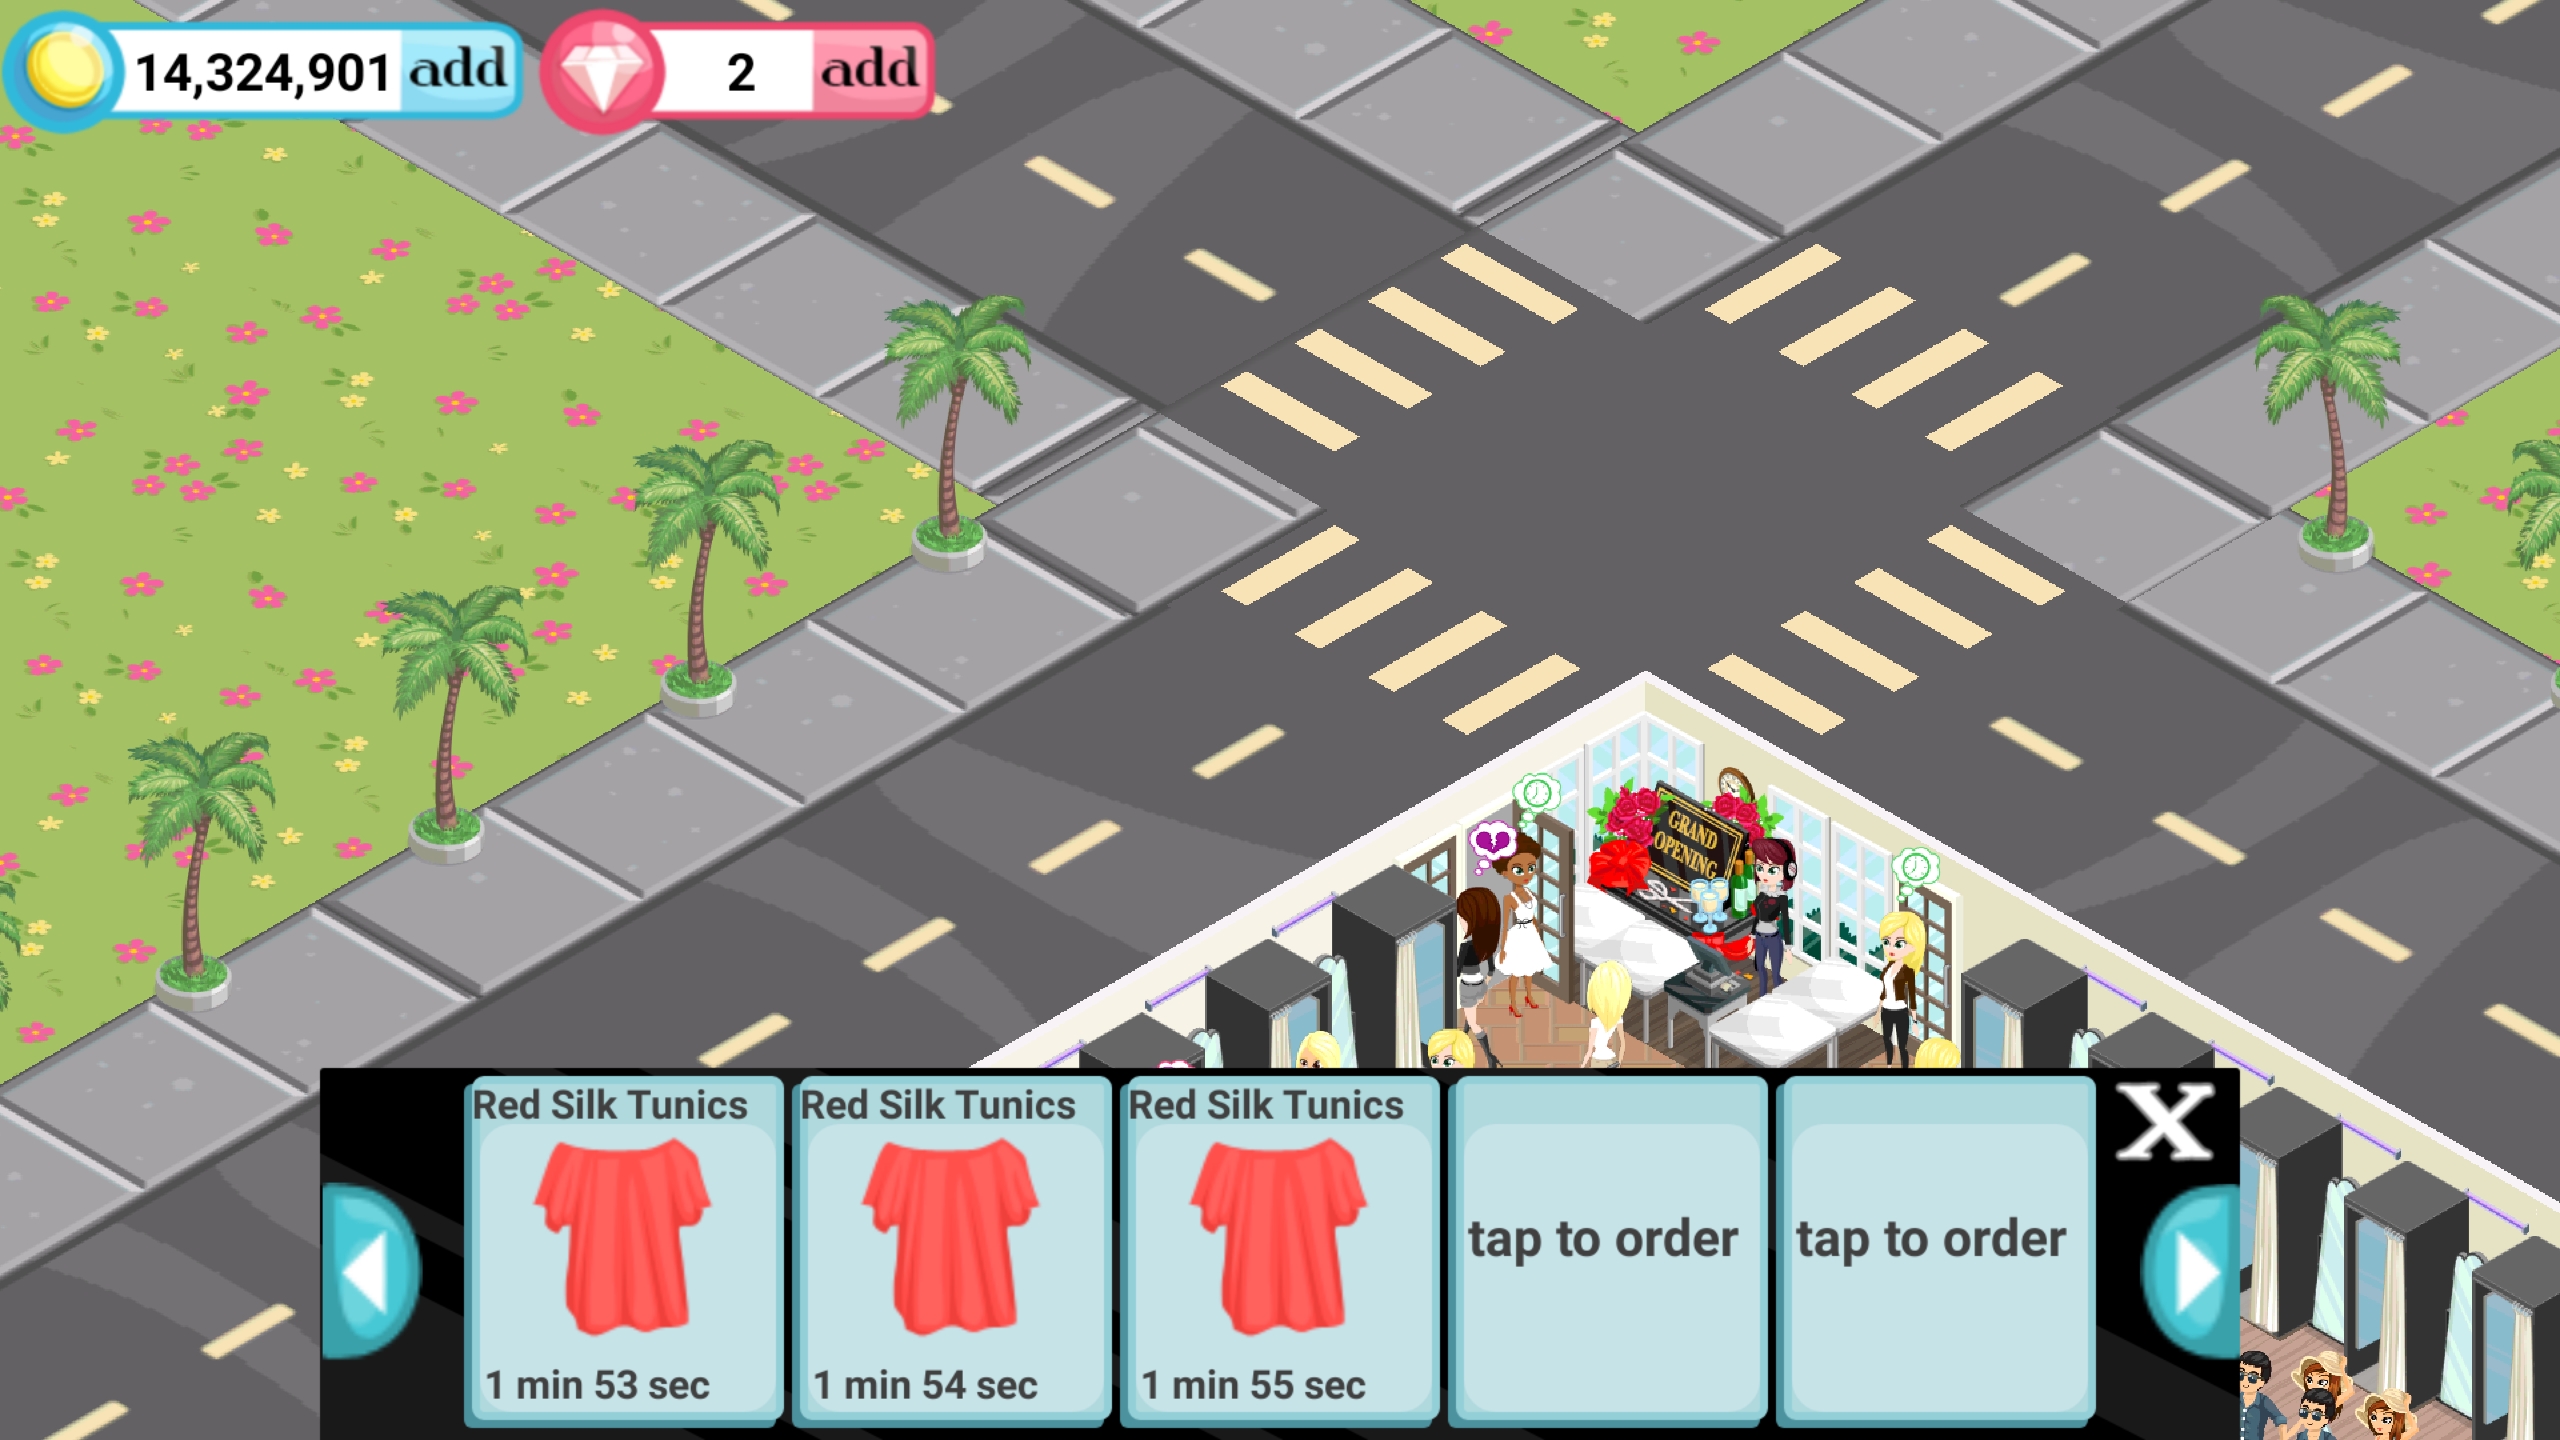 14,324,901 add
2 add
GRAND
OPENING
Red Silk Tunics
1 min 53 sec
Red Silk Tunics
1 min 54 sec
Red Silk Tunics
1 min 55 sec
tap to order
tap to order
X